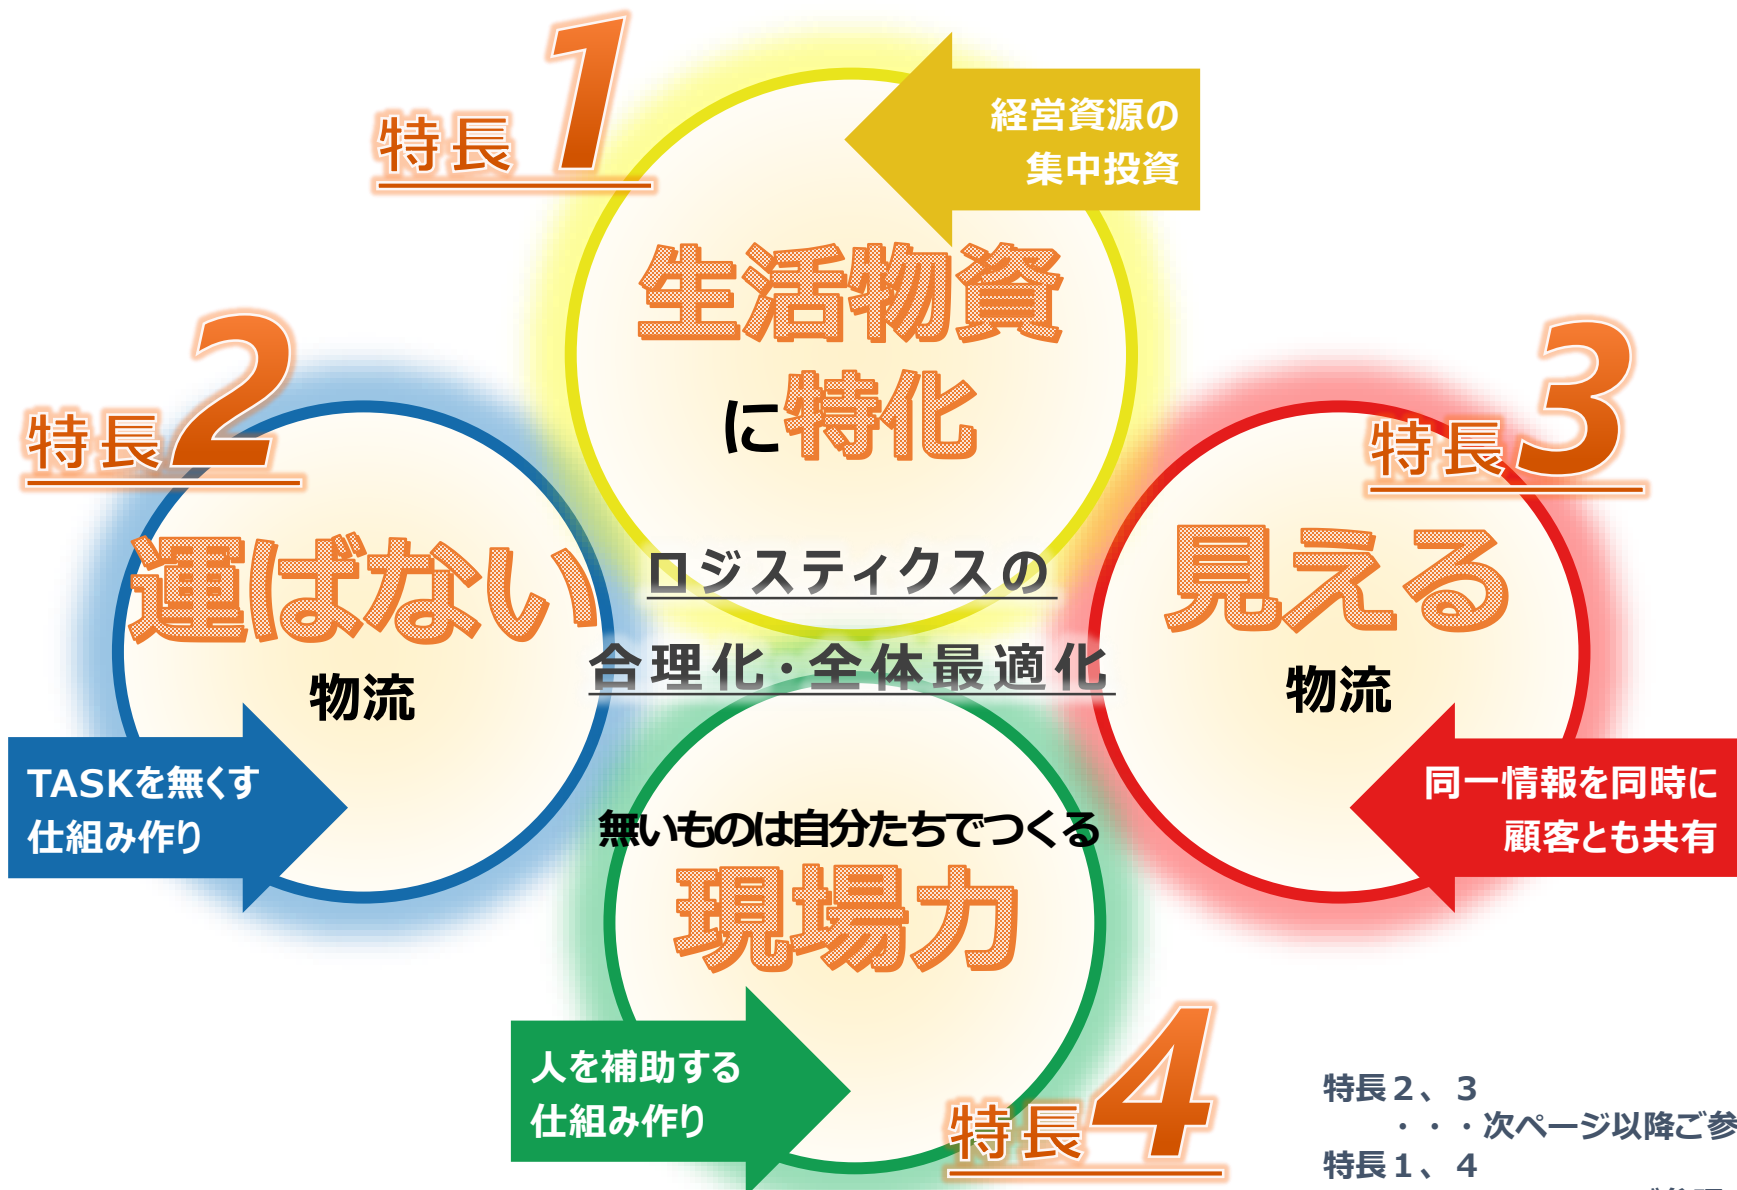 特長1
経営資源の
集中投資
生活物資
に特化
特長2
運ばない
物流
TASKを無くす
仕組み作り
ロジスティクスの
合理化・全体最適化
特長3
見える
物流
同一情報を同時に
顧客とも共有
無いものは自分たちでつくる
現場力
人を補助する
仕組み作り
特長4
特長２、３
・・・次ページ以降ご参
特長１、４